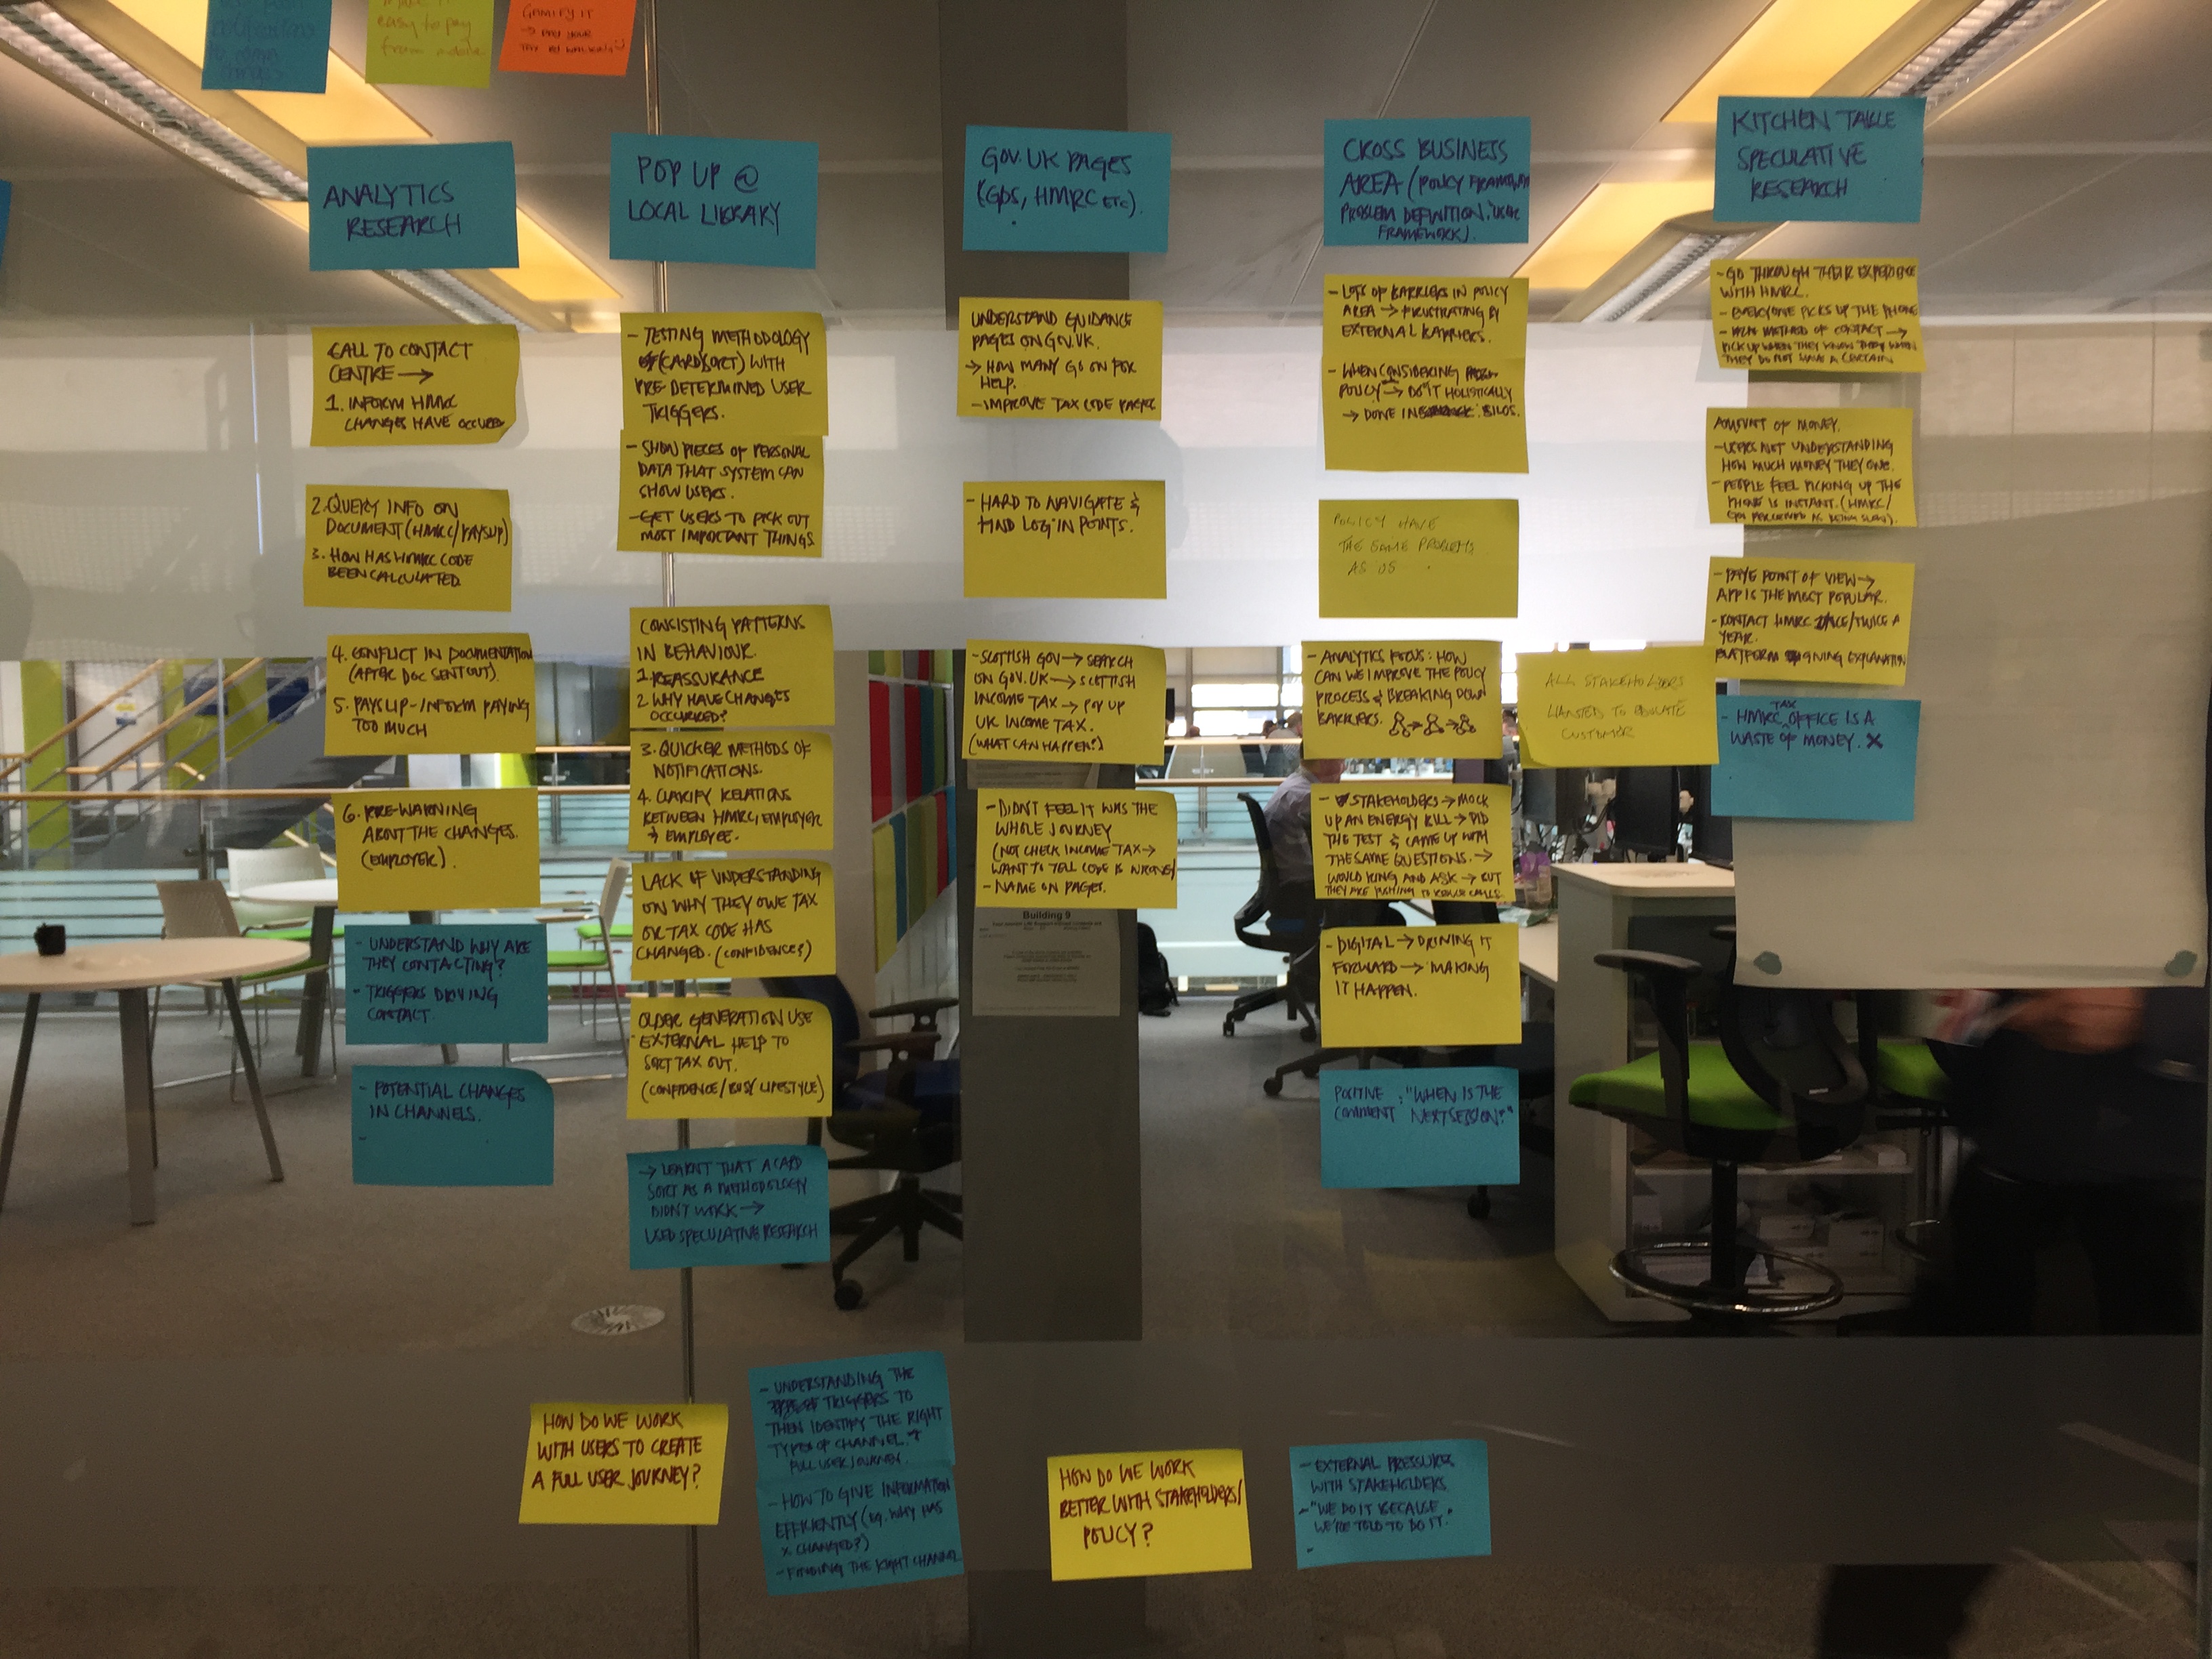 easy to pay
from mobile
GAMIFY IT
→ PAY YOUR
TAX BY WALKING
ANALYTICS
RESEARCH
CALL TO CONTACT
CENTRE →
1. INFORM HMRC
CHANGES HAVE OCCURED
2. QUERY INFO ON
DOCUMENT (HMRC/PAYSLIP)
3. HOW HAS HMRC CODE
BEEN CALCULATED
4. CONFLICT IN DOCUMENTATION
(AFTER DOC SENT OUT).
5. PAYSLIP - INFORM PAYING
TOO MUCH
6. PRE-WARNING
ABOUT THE CHANGES.
(EMPLOYER).
- UNDERSTAND WHY ARE
THEY CONTACTING?
- TRIGGERS DRIVING
CONTACT
- POTENTIAL CHANGES
IN CHANNELS.
-
POP UP @
LOCAL LIBRARY
- TESTING METHODOLOGY
(CARD SORT) WITH
PRE DETERMINED USER
TRIGGERS.
- SHOW PIECES OF PERSONAL
DATA THAT SYSTEM CAN
SHOW USERS.
- GET USERS TO PICK OUT
MOST IMPORTANT THINGS
CONSISTING PATTERNS
IN BEHAVIOUR.
1 REASSURANCE
2 WHY HAVE CHANGES
OCCURRED?
3. QUICKER METHODS OF
NOTIFICATIONS.
4. CLARIFY RELATIONS
BETWEEN HMRC, EMPLOYER
& EMPLOYEE.
LACK OF UNDERSTANDING
ON WHY THEY OWE TAX
OR TAX CODE HAS
CHANGED. (CONFIDENCE?)
OLDER GENERATION USE
EXTERNAL HELP TO
SORT TAX OUT.
(CONFIDENCE/BUSY LIFESTYLE)
→ LEARNT THAT A CARD
SORT AS A METHODOLOGY
DIDN'T WORK →
USED SPECULATIVE RESEARCH
GOV.UK PAGES
(GDS, HMRC ETC).
UNDERSTAND GUIDANCE
PAGES ON GOV.UK.
→ HOW MANY GO ON FOR
HELP.
- IMPROVE TAX CODE PAGES
- HARD TO NAVIGATE &
FIND LOG IN POINTS.
- SCOTTISH GOV → SEARCH
ON GOV.UK → SCOTTISH
INCOME TAX → POP UP
UK INCOME TAX.
(WHAT CAN HAPPEN?)
- DIDN'T FEEL IT WAS THE
WHOLE JOURNEY
(NOT CHECK INCOME TAX →
WANT TO TELL CODE IS WRONG)
- NAME ON PAGES.
Building 9
CROSS BUSINESS
AREA (POLICY FRAMEWORK
PROBLEM DEFINITION.
FRAMEWORK).
- LOTS OF BARRIERS IN POLICY
AREA → FRUSTRATING BY
EXTERNAL BARRIERS.
- WHEN CONSIDERING
POLICY → DO IT HOLISTICALLY
→ DONE IN SILOS.
POLICY HAVE
THE SAME PROBLEMS
AS US
- ANALYTICS FOCUS: HOW
CAN WE IMPROVE THE POLICY
PROCESS & BREAKING DOWN
BARRIERS.
ALL STAKEHOLDERS
WANTED TO EDUCATE
CUSTOMER
- STAKEHOLDERS → MOCK
UP AN ENERGY BILL → DID
THE TEST & CAME UP WITH
THE SAME QUESTIONS. →
WOULD RING AND ASK → BUT
THEY ARE PUSHING TO REDUCE CALLS.
- DIGITAL → DRIVING IT
FORWARD → MAKING
IT HAPPEN.
POSITIVE : "WHEN IS THE
COMMENT NEXT SESSION?"
KITCHEN TABLE
SPECULATIVE
RESEARCH
- GO THROUGH THEIR EXPERIENCE
WITH HMRC.
- EVERYONE PICKS UP THE PHONE
- METHOD OF CONTACT →
PICK UP WHEN THEY KNOW THEY WHEN
THEY DO NOT HAVE A CERTAIN
AMOUNT OF MONEY.
- USERS NOT UNDERSTANDING
HOW MUCH MONEY THEY OWE.
- PEOPLE FEEL PICKING UP THE
PHONE IS INSTANT. (HMRC/
PERCEIVED AS BEING SLOW).
- PAYE POINT OF VIEW →
APP IS THE MOST POPULAR.
- CONTACT HMRC ONCE/TWICE A
YEAR.
PLATFORM GIVING EXPLANATION
- HMRC TAX OFFICE IS A
WASTE OF MONEY. X
HOW DO WE WORK
WITH USERS TO CREATE
A FULL USER JOURNEY?
- UNDERSTANDING THE
TRIGGERS TO
THEN IDENTIFY THE RIGHT
TYPES OF CHANNEL. +
FULL USER JOURNEY.
- HOW TO GIVE INFORMATION
EFFICIENTLY (EG. WHY HAS
X CHANGED?)
- FINDING THE RIGHT CHANNEL
HOW DO WE WORK
BETTER WITH STAKEHOLDERS/
POLICY?
- EXTERNAL PRESSURES
WITH STAKEHOLDERS
- "WE DO IT BECAUSE
WE'RE TOLD TO DO IT."
-